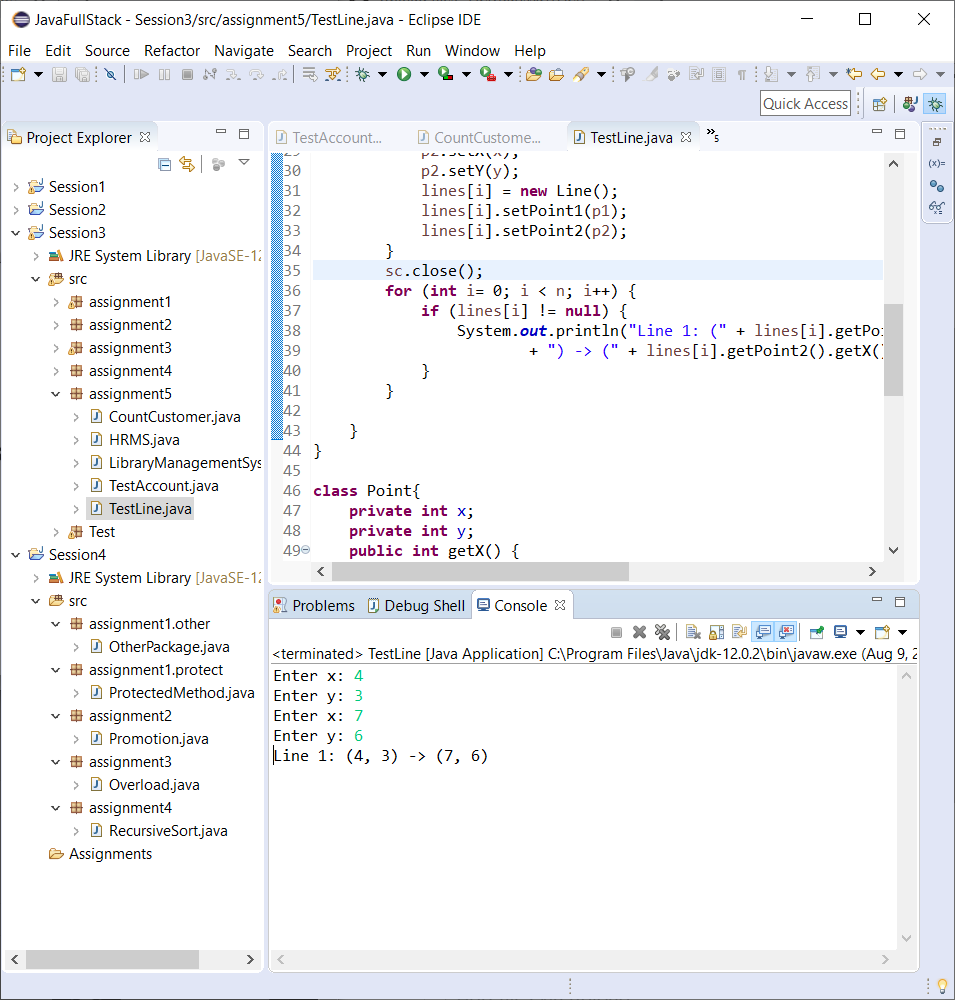 JavaFullStack - Session3/src/assignment5/TestLine.java - Eclipse IDE
File Edit Source Refactor Navigate Search Project Run Window Help
Quick Access
Project Explorer
Session1
Session2
Session3
JRE System Library [JavaSE-12
src
assignment1
assignment2
assignment3
assignment4
assignment5
CountCustomer.java
HRMS.java
LibraryManagementSys
TestAccount.java
TestLine.java
Test
Session4
JRE System Library [JavaSE-12
src
assignment1.other
OtherPackage.java
assignment1.protect
ProtectedMethod.java
assignment2
Promotion.java
assignment3
Overload.java
assignment4
RecursiveSort.java
Assignments
TestAccount... CountCustome... TestLine.java »5
29 p2.setX(x);
30 p2.setY(y);
31 lines[i] = new Line();
32 lines[i].setPoint1(p1);
33 lines[i].setPoint2(p2);
34 }
35 sc.close();
36 for (int i= 0; i < n; i++) {
37 if (lines[i] != null) {
38 System.out.println("Line 1: (" + lines[i].getPoi
39 + ") -> (" + lines[i].getPoint2().getX()
40 }
41 }
42
43 }
44 }
45
46 class Point{
47 private int x;
48 private int y;
49 public int getX() {
Problems Debug Shell Console
<terminated> TestLine [Java Application] C:\Program Files\Java\jdk-12.0.2\bin\javaw.exe (Aug 9, 2
Enter x: 4
Enter y: 3
Enter x: 7
Enter y: 6
Line 1: (4, 3) -> (7, 6)